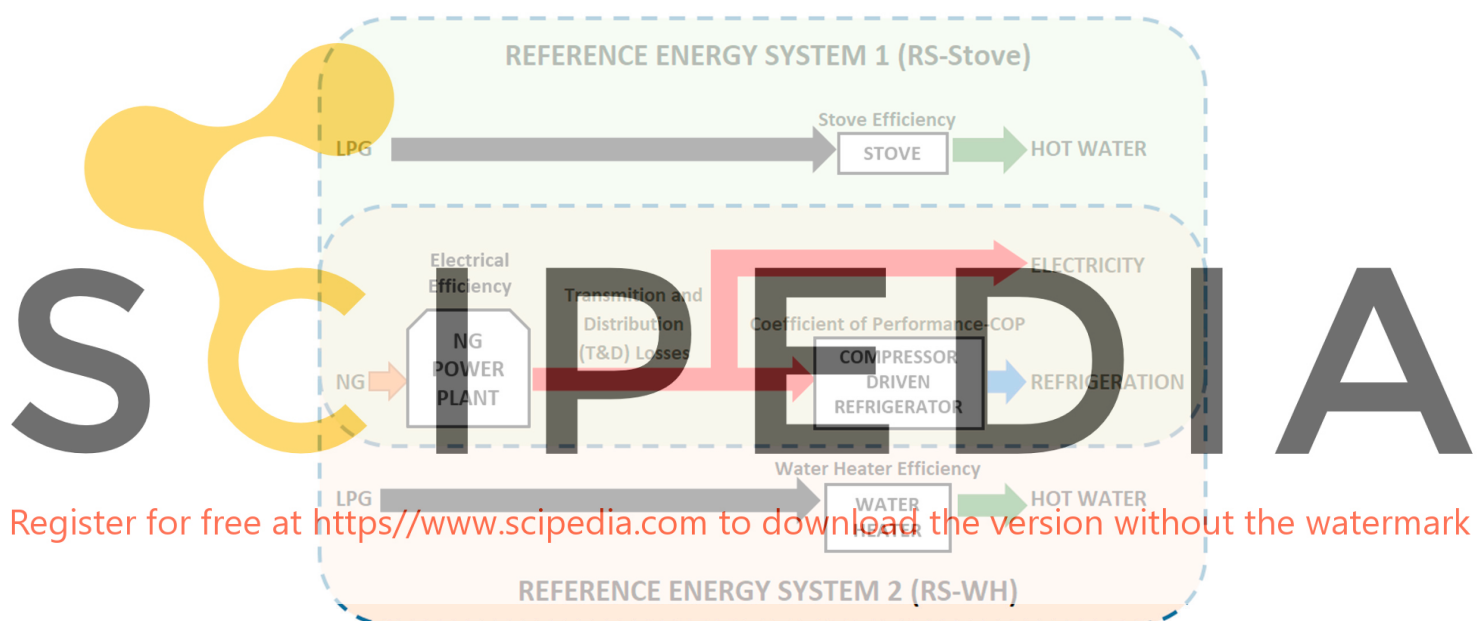 REFERENCE ENERGY SYSTEM 1 (RS-Stove)
Stove Efficiency
LPG
STOVE
HOT WATER
Electrical
Efficiency
ELECTRICITY
Transmition and
Distribution
(T&D) Losses
Coefficient of Performance-COP
NG
NG
POWER
PLANT
COMPRESSOR
DRIVEN
REFRIGERATOR
REFRIGERATION
SCIPEDIA
Water Heater Efficiency
LPG
WATER
HEATER
HOT WATER
Register for free at https//www.scipedia.com to download the version without the watermark
REFERENCE ENERGY SYSTEM 2 (RS-WH)